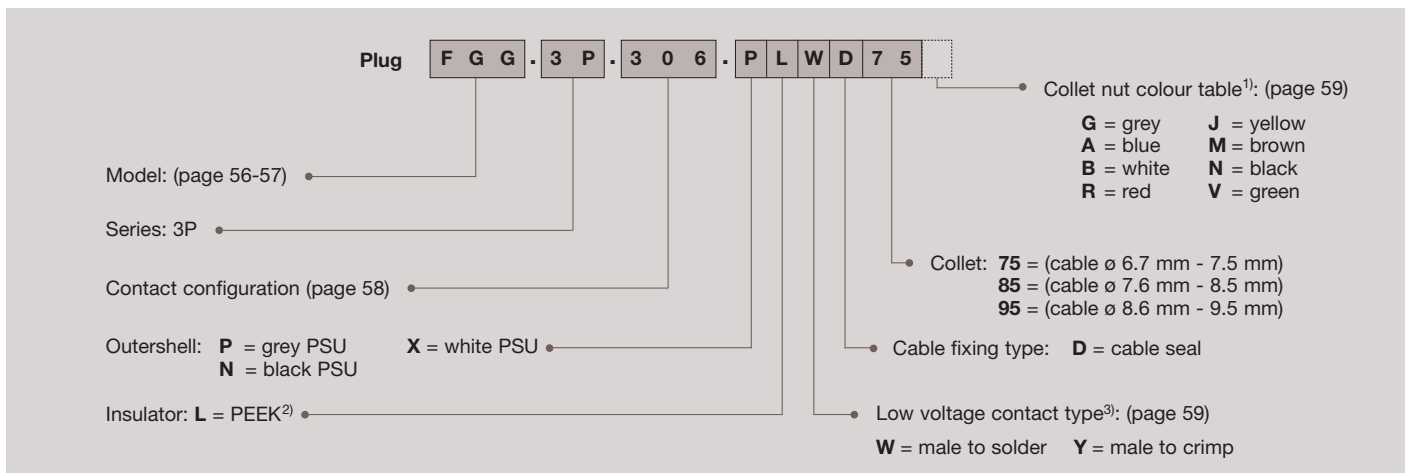 Plug F G G . 3 P . 3 0 6 . P L W D 7 5
Collet nut colour table1): (page 59)
G = grey J = yellow
A = blue M = brown
B = white N = black
R = red V = green
Model: (page 56-57)
Series: 3P
Collet: 75 = (cable ø 6.7 mm - 7.5 mm)
85 = (cable ø 7.6 mm - 8.5 mm)
95 = (cable ø 8.6 mm - 9.5 mm)
Contact configuration (page 58)
Outershell: P = grey PSU X = white PSU
N = black PSU
Cable fixing type: D = cable seal
Insulator: L = PEEK2)
Low voltage contact type3): (page 59)
W = male to solder Y = male to crimp